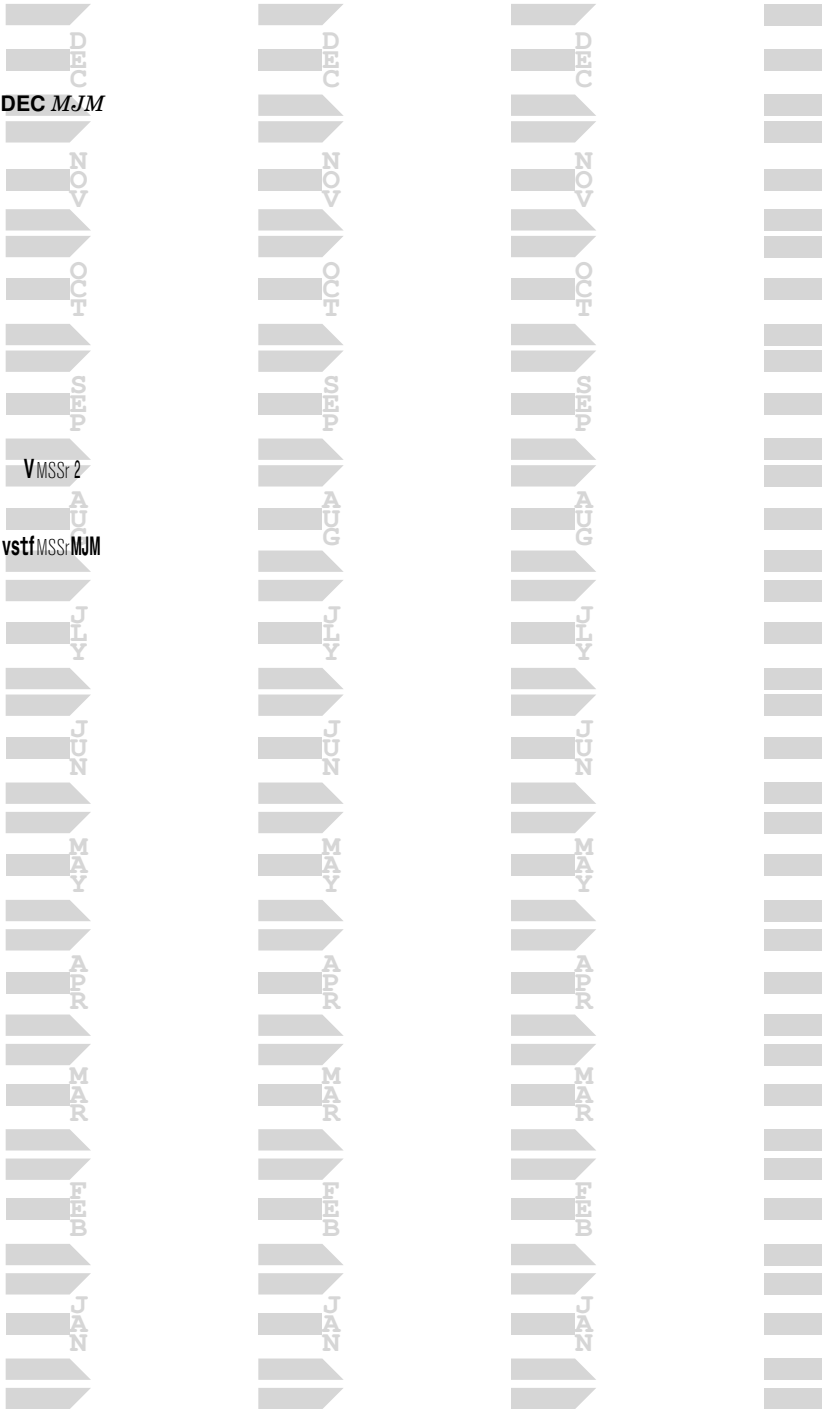 D D D
E E E
C C C
DEC MJM
N N N
O O O
V V V
O O O
C C C
T T T
S S S
E E E
P P P
V MSSr 2
A A A
U U U
G G G
vstf MSSr MJM
J J J
L L L
Y Y Y
J J J
U U U
N N N
M M M
A A A
Y Y Y
A A A
P P P
R R R
M M M
A A A
R R R
F F F
E E E
B B B
J J J
A A A
N N N